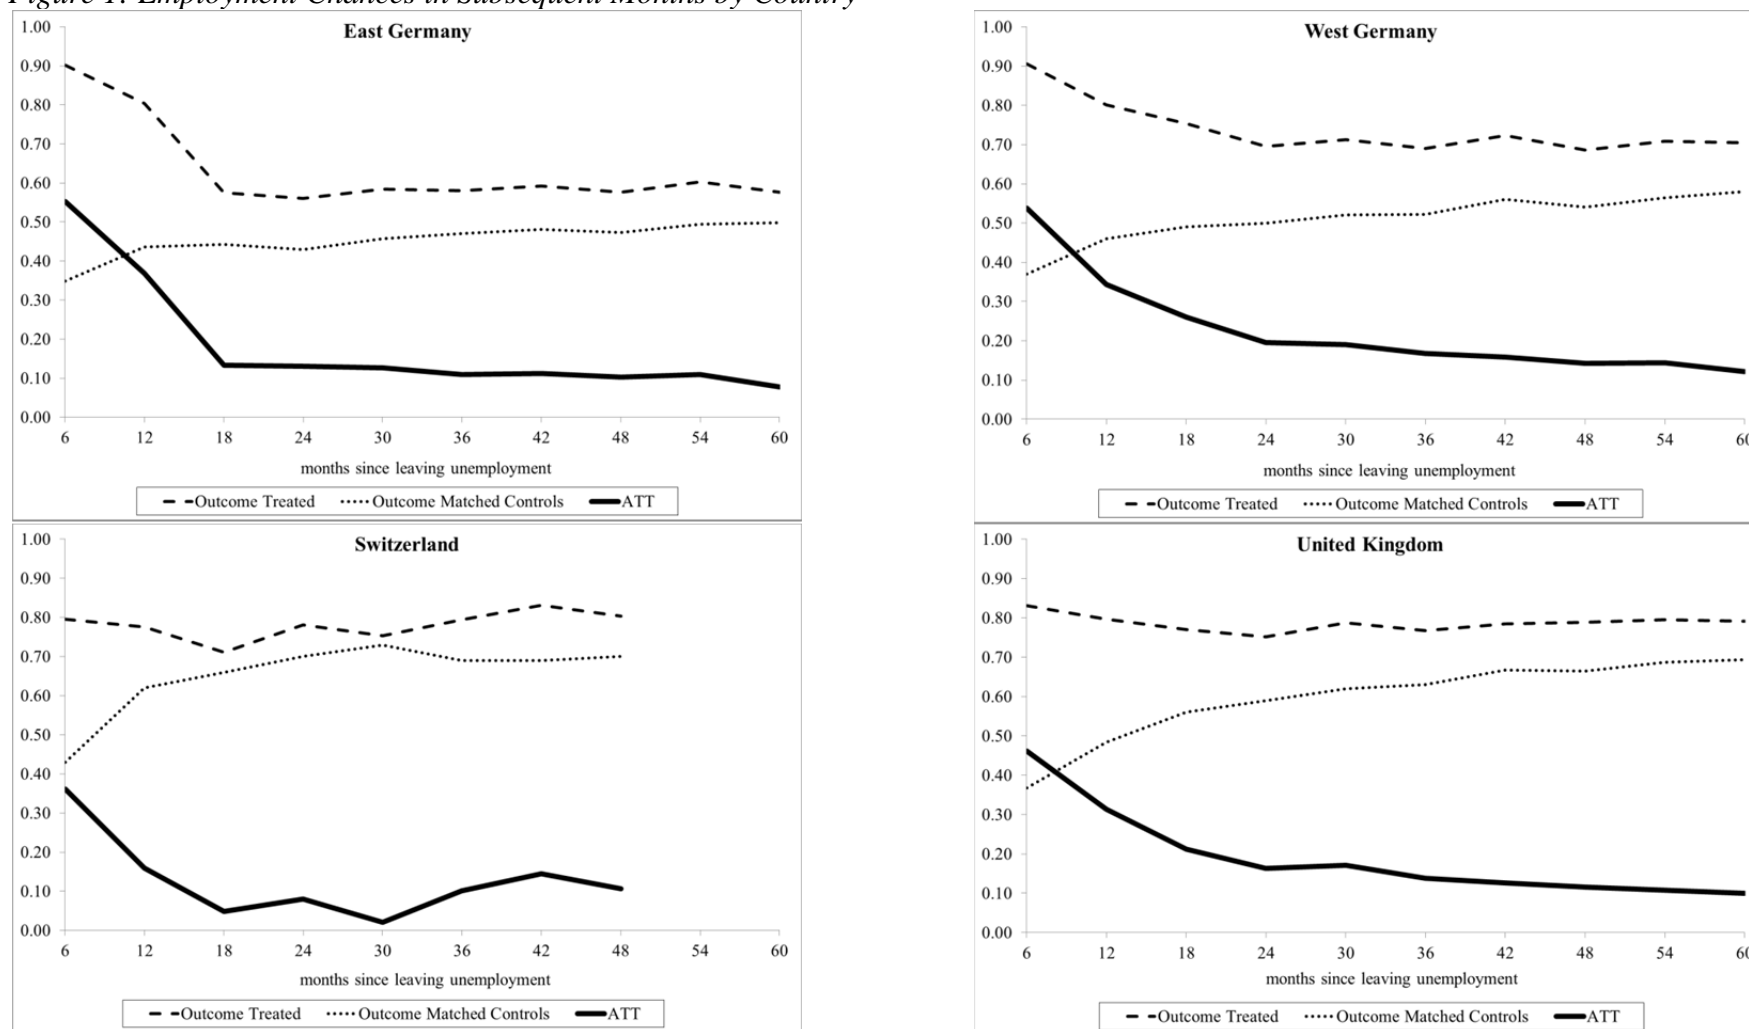 Figure 1: Employment Chances in Subsequent Months by Country
East Germany
1.00
0.90
0.80
0.70
0.60
0.50
0.40
0.30
0.20
0.10
0.00
6 12 18 24 30 36 42 48 54 60
months since leaving unemployment
Outcome Treated Outcome Matched Controls ATT
West Germany
1.00
0.90
0.80
0.70
0.60
0.50
0.40
0.30
0.20
0.10
0.00
6 12 18 24 30 36 42 48 54 60
months since leaving unemployment
Outcome Treated Outcome Matched Controls ATT
Switzerland
1.00
0.90
0.80
0.70
0.60
0.50
0.40
0.30
0.20
0.10
0.00
6 12 18 24 30 36 42 48 54 60
months since leaving unemployment
Outcome Treated Outcome Matched Controls ATT
United Kingdom
1.00
0.90
0.80
0.70
0.60
0.50
0.40
0.30
0.20
0.10
0.00
6 12 18 24 30 36 42 48 54 60
months since leaving unemployment
Outcome Treated Outcome Matched Controls ATT